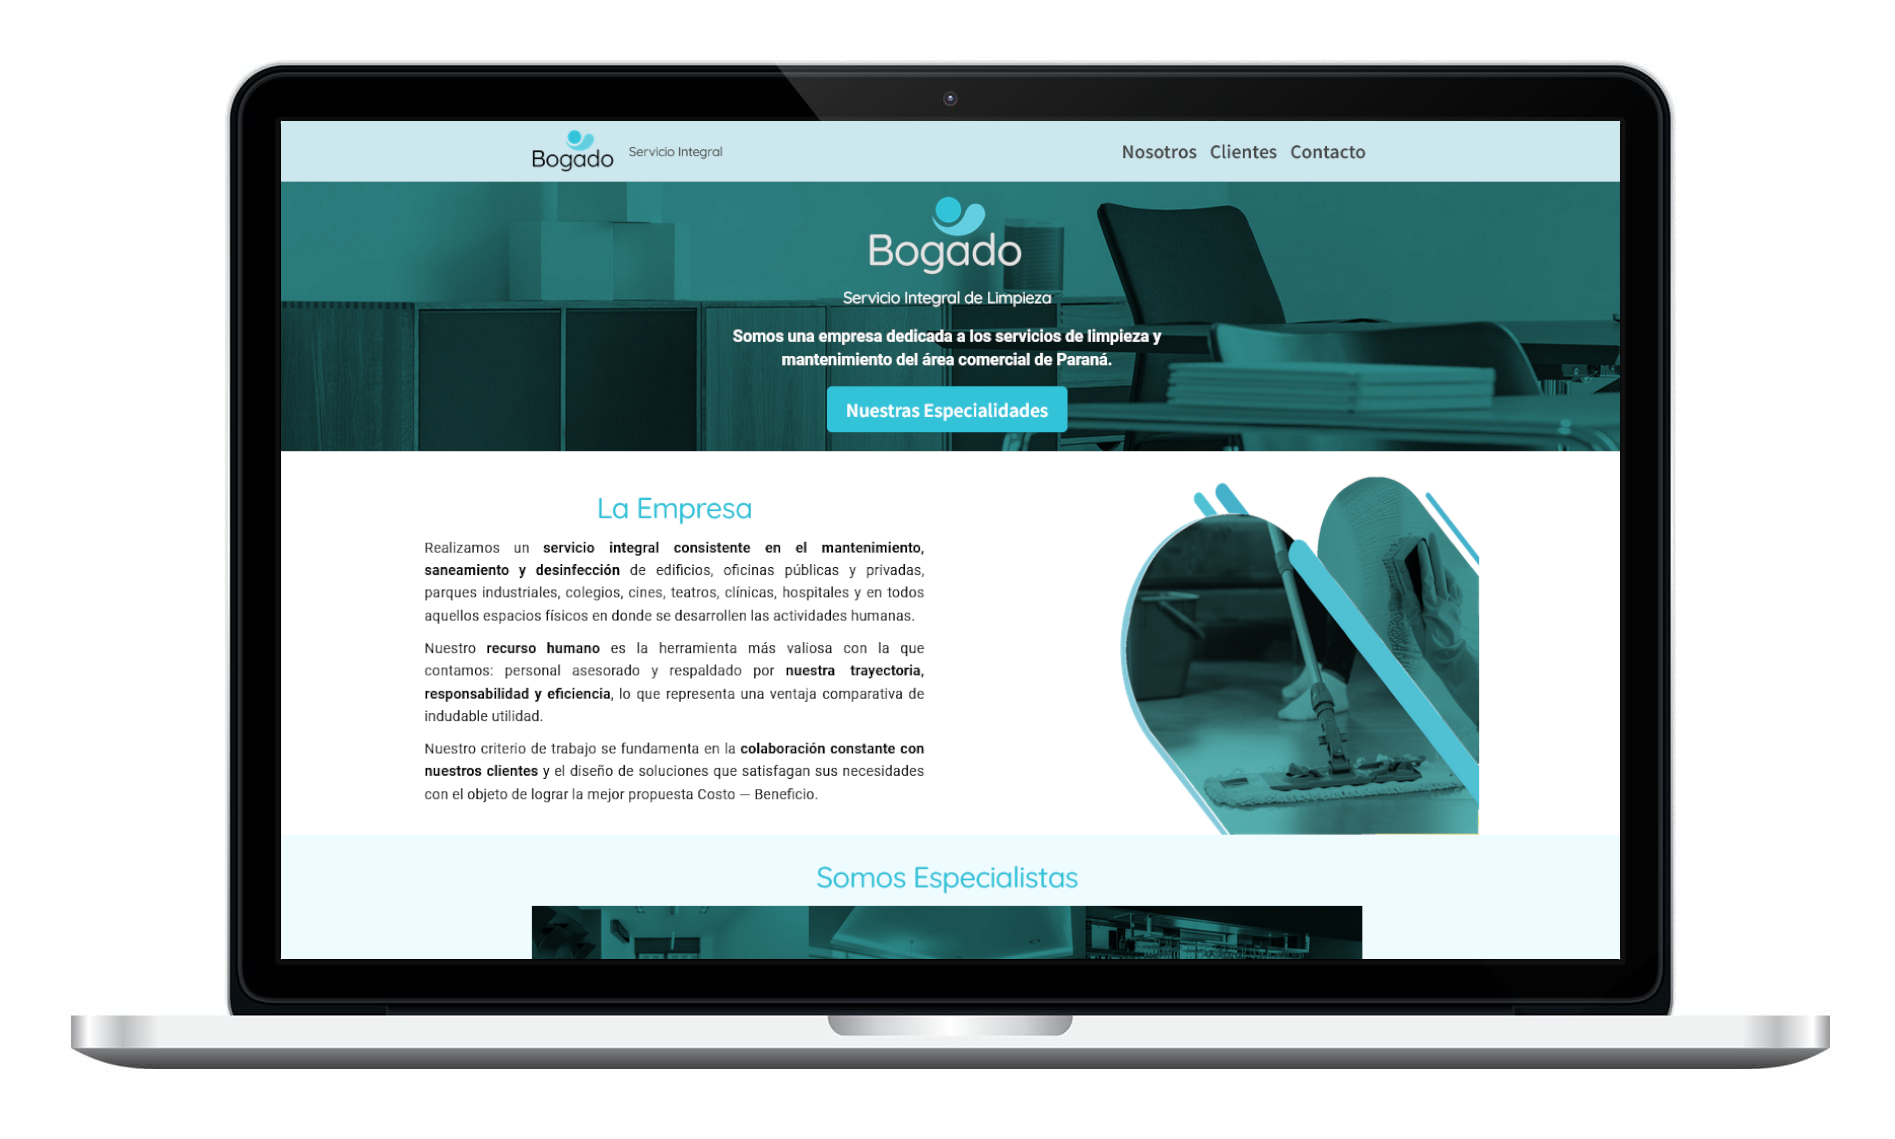 Bogado Servicio Integral
Nosotros Clientes Contacto
Bogado
Servicio Integral de Limpieza
Somos una empresa dedicada a los servicios de limpieza y
mantenimiento del área comercial de Paraná.
Nuestras Especialidades
La Empresa
Realizamos un servicio integral consistente en el mantenimiento,
saneamiento y desinfección de edificios, oficinas públicas y privadas,
parques industriales, colegios, cines, teatros, clínicas, hospitales y en todos
aquellos espacios físicos en donde se desarrollen las actividades humanas.
Nuestro recurso humano es la herramienta más valiosa con la que
contamos: personal asesorado y respaldado por nuestra trayectoria,
responsabilidad y eficiencia, lo que representa una ventaja comparativa de
indudable utilidad.
Nuestro criterio de trabajo se fundamenta en la colaboración constante con
nuestros clientes y el diseño de soluciones que satisfagan sus necesidades
con el objeto de lograr la mejor propuesta Costo — Beneficio.
Somos Especialistas